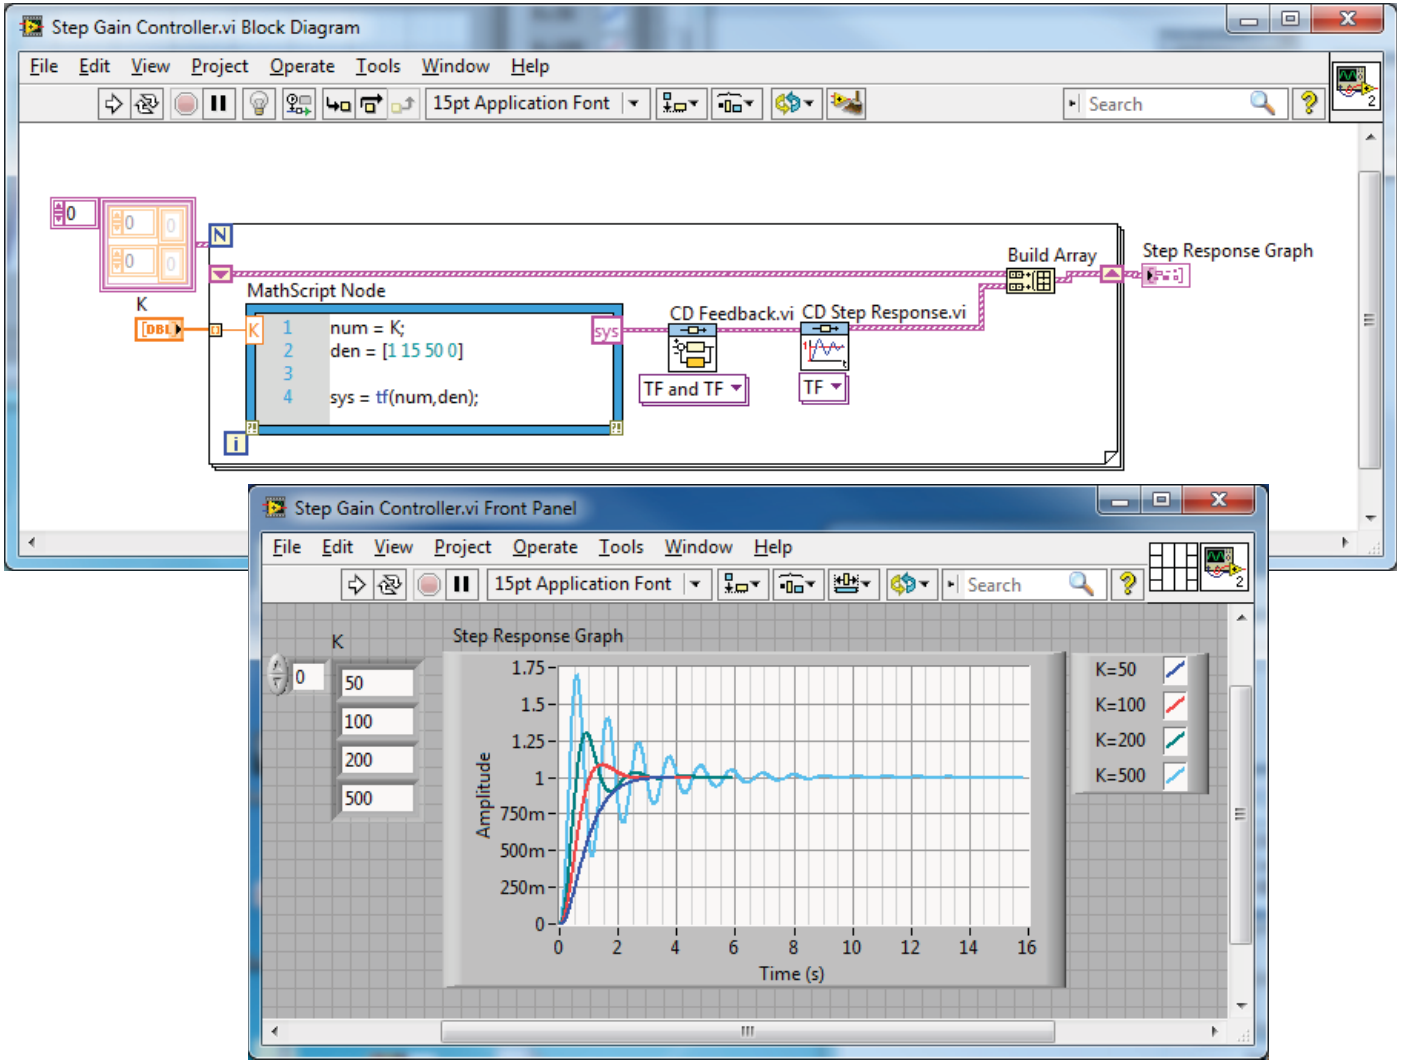 Step Gain Controller.vi Block Diagram
File Edit View Project Operate Tools Window Help
15pt Application Font
Search
2
0
0 0
0 0
N
K
DBL
MathScript Node
K
1 num = K;
2 den = [1 15 50 0]
3
4 sys = tf(num,den);
sys
i
CD Feedback.vi
TF and TF
CD Step Response.vi
TF
Build Array
Step Response Graph
Step Gain Controller.vi Front Panel
File Edit View Project Operate Tools Window Help
15pt Application Font
Search
2
K
0
50
100
200
500
Step Response Graph
Amplitude
1.75
1.5
1.25
1
750m
500m
250m
0
0 2 4 6 8 10 12 14 16
Time (s)
K=50
K=100
K=200
K=500